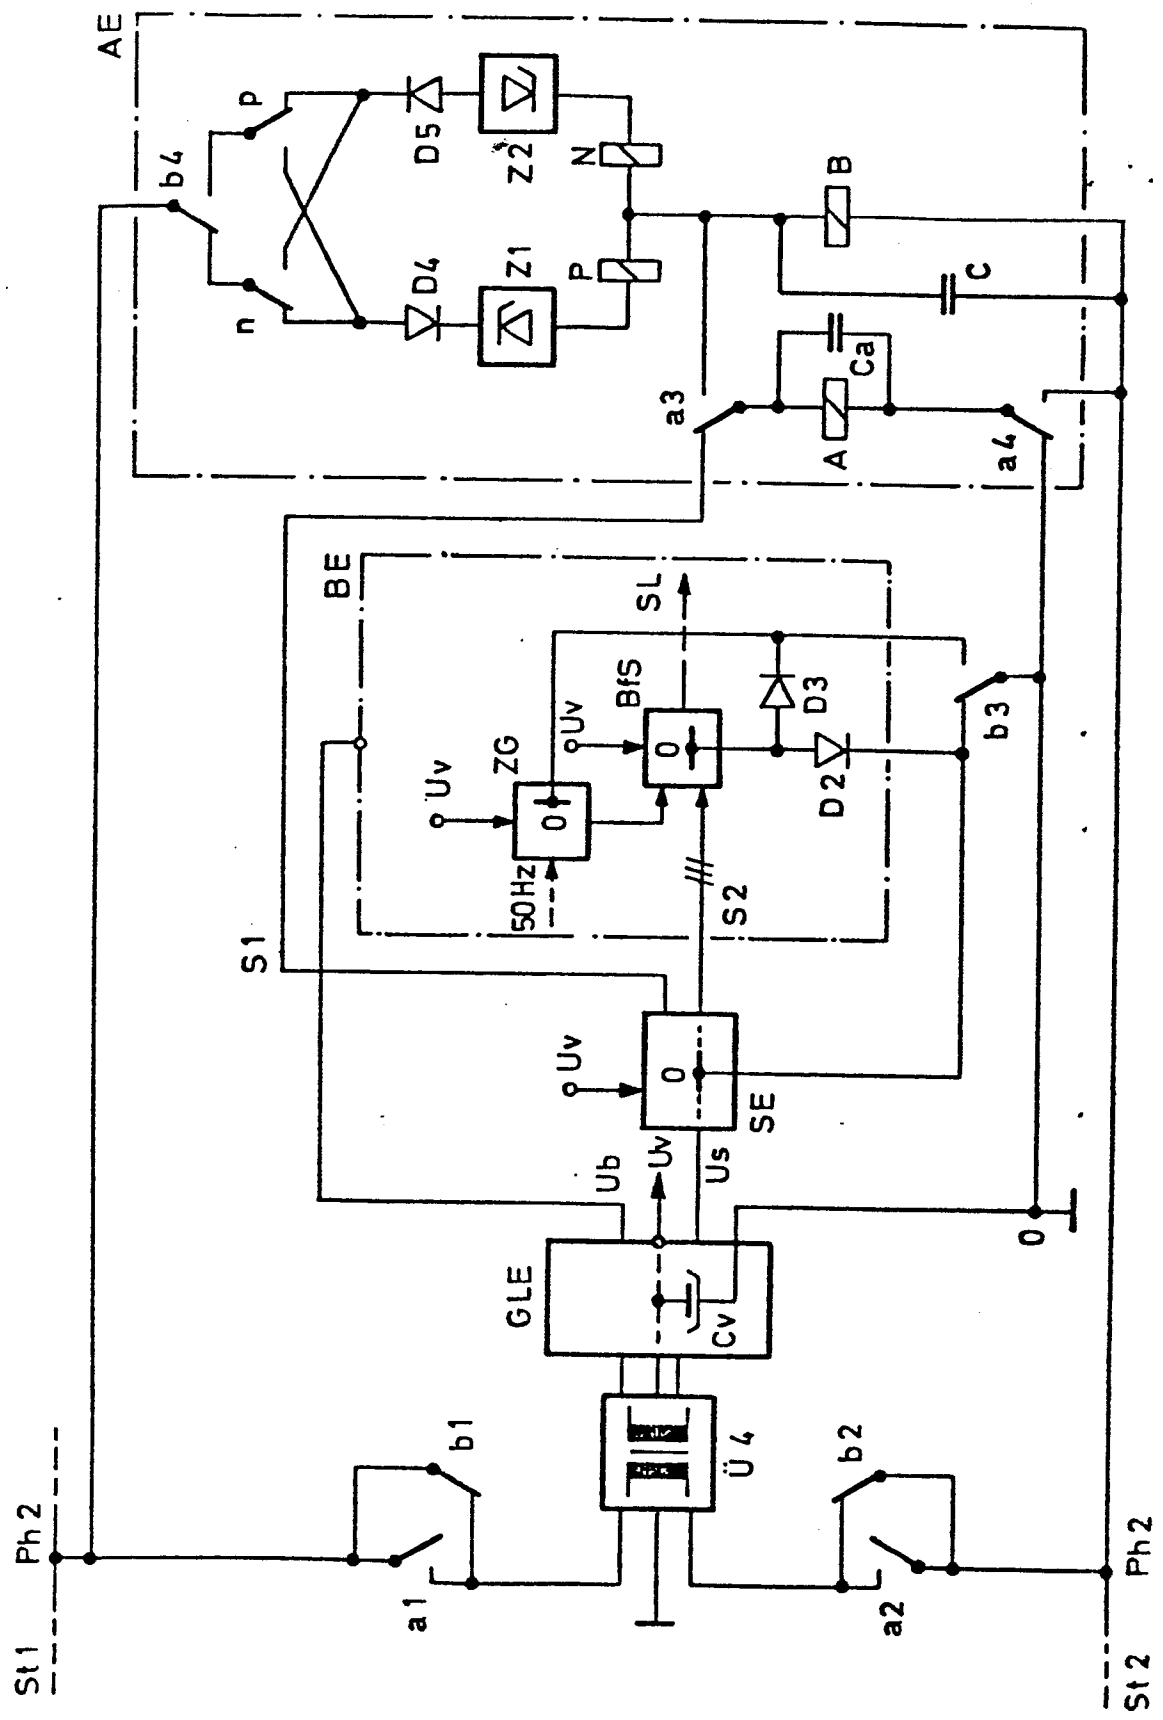 St1
Ph2
a1
b1
Ü4
b2
a2
St2
Ph2
GLE
Cv
Ub
Uv
Us
0
Uv
0
SE
S1
S2
BE
50Hz
Uv
ZG
0
Uv
BfS
0
SL
D2
D3
b3
AE
b4
n
p
D4
D5
Z1
Z2
P
N
a3
A
Ca
a4
C
B